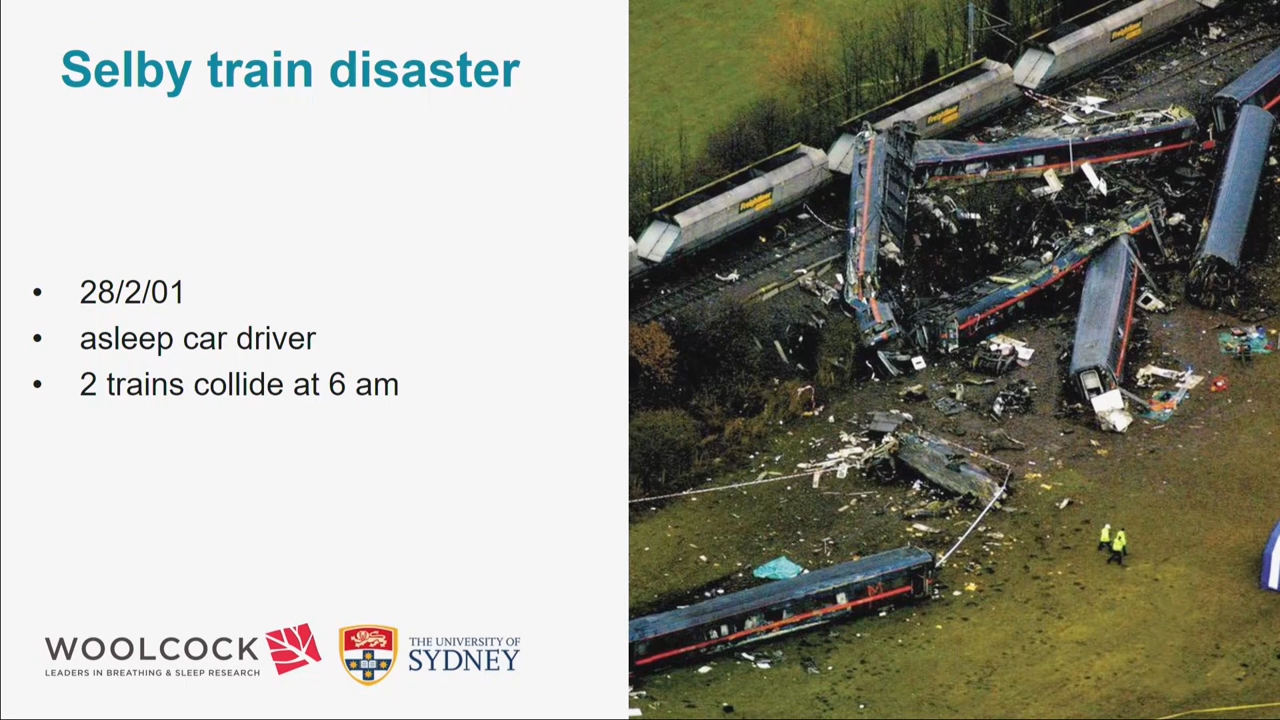 Selby train disaster
• 28/2/01
• asleep car driver
• 2 trains collide at 6 am
WOOLCOCK
LEADERS IN BREATHING & SLEEP RESEARCH
THE UNIVERSITY OF
SYDNEY
Freightliner
Freightliner
Freightliner